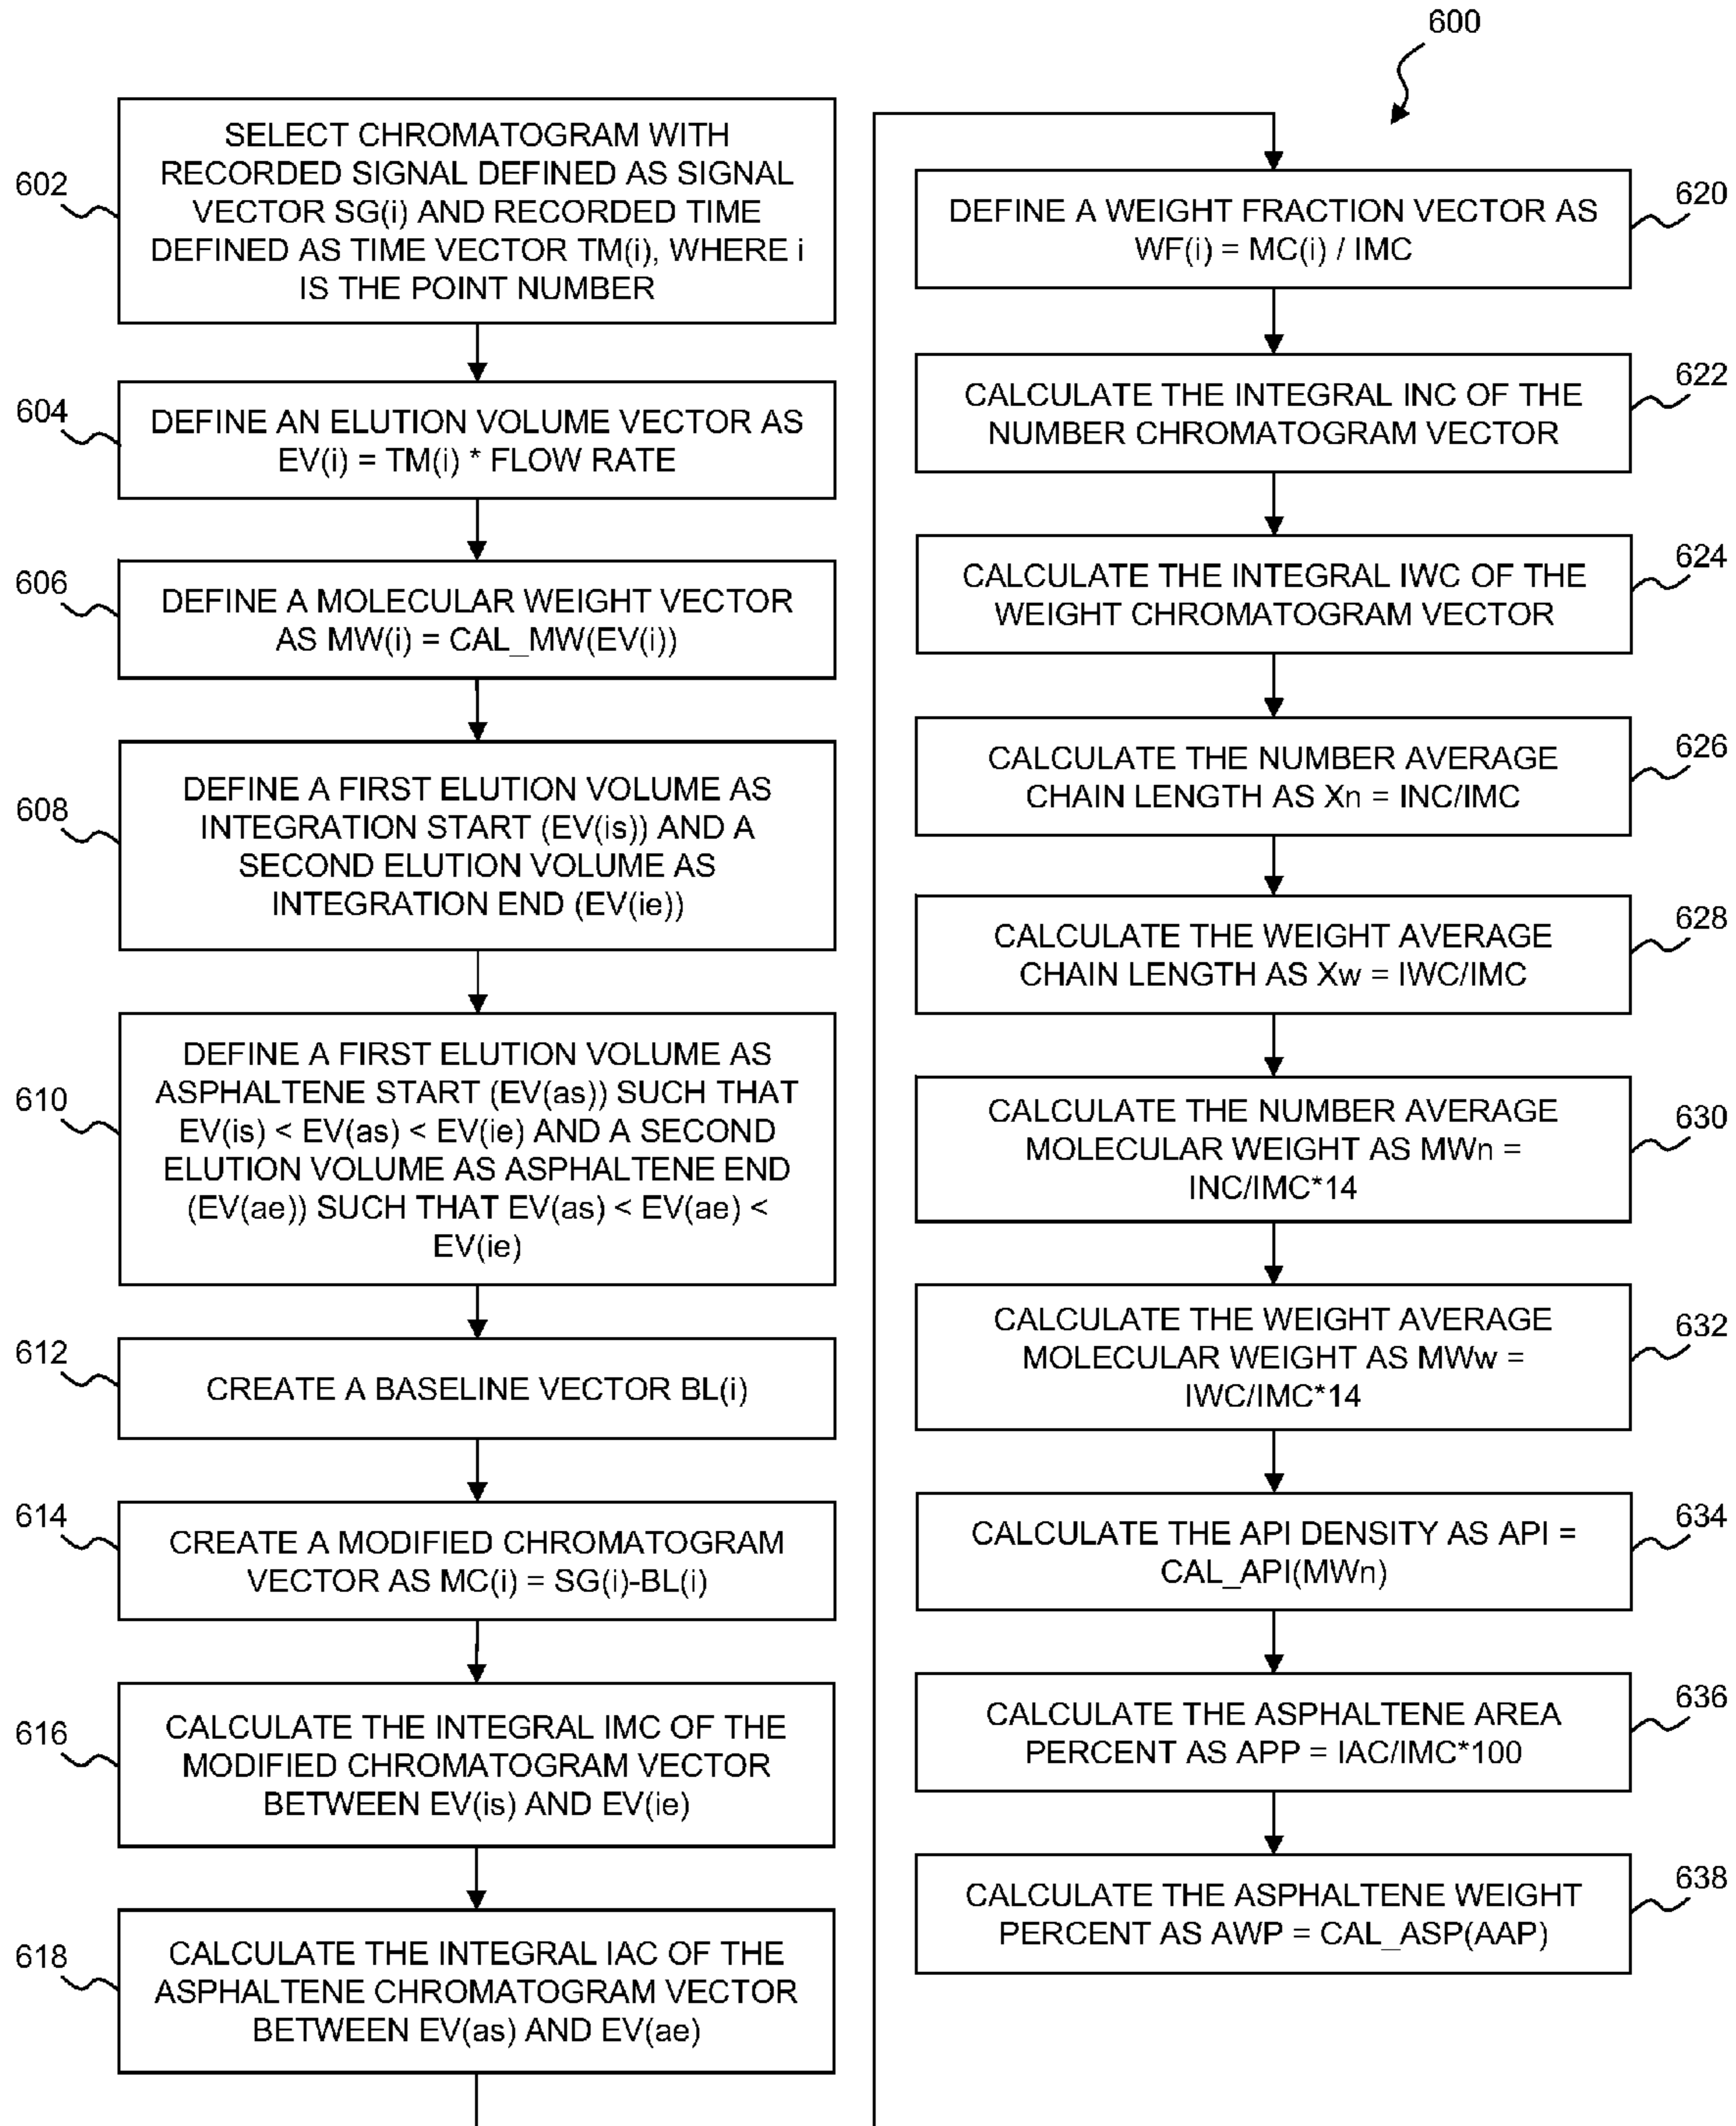 600
602
SELECT CHROMATOGRAM WITH
RECORDED SIGNAL DEFINED AS SIGNAL
VECTOR SG(i) AND RECORDED TIME
DEFINED AS TIME VECTOR TM(i), WHERE i
IS THE POINT NUMBER
604
DEFINE AN ELUTION VOLUME VECTOR AS
EV(i) = TM(i) * FLOW RATE
606
DEFINE A MOLECULAR WEIGHT VECTOR
AS MW(i) = CAL_MW(EV(i))
608
DEFINE A FIRST ELUTION VOLUME AS
INTEGRATION START (EV(is)) AND A
SECOND ELUTION VOLUME AS
INTEGRATION END (EV(ie))
610
DEFINE A FIRST ELUTION VOLUME AS
ASPHALTENE START (EV(as)) SUCH THAT
EV(is) < EV(as) < EV(ie) AND A SECOND
ELUTION VOLUME AS ASPHALTENE END
(EV(ae)) SUCH THAT EV(as) < EV(ae) <
EV(ie)
612
CREATE A BASELINE VECTOR BL(i)
614
CREATE A MODIFIED CHROMATOGRAM
VECTOR AS MC(i) = SG(i)-BL(i)
616
CALCULATE THE INTEGRAL IMC OF THE
MODIFIED CHROMATOGRAM VECTOR
BETWEEN EV(is) AND EV(ie)
618
CALCULATE THE INTEGRAL IAC OF THE
ASPHALTENE CHROMATOGRAM VECTOR
BETWEEN EV(as) AND EV(ae)
620
DEFINE A WEIGHT FRACTION VECTOR AS
WF(i) = MC(i) / IMC
622
CALCULATE THE INTEGRAL INC OF THE
NUMBER CHROMATOGRAM VECTOR
624
CALCULATE THE INTEGRAL IWC OF THE
WEIGHT CHROMATOGRAM VECTOR
626
CALCULATE THE NUMBER AVERAGE
CHAIN LENGTH AS Xn = INC/IMC
628
CALCULATE THE WEIGHT AVERAGE
CHAIN LENGTH AS Xw = IWC/IMC
630
CALCULATE THE NUMBER AVERAGE
MOLECULAR WEIGHT AS MWn =
INC/IMC*14
632
CALCULATE THE WEIGHT AVERAGE
MOLECULAR WEIGHT AS MWw =
IWC/IMC*14
634
CALCULATE THE API DENSITY AS API =
CAL_API(MWn)
636
CALCULATE THE ASPHALTENE AREA
PERCENT AS APP = IAC/IMC*100
638
CALCULATE THE ASPHALTENE WEIGHT
PERCENT AS AWP = CAL_ASP(AAP)